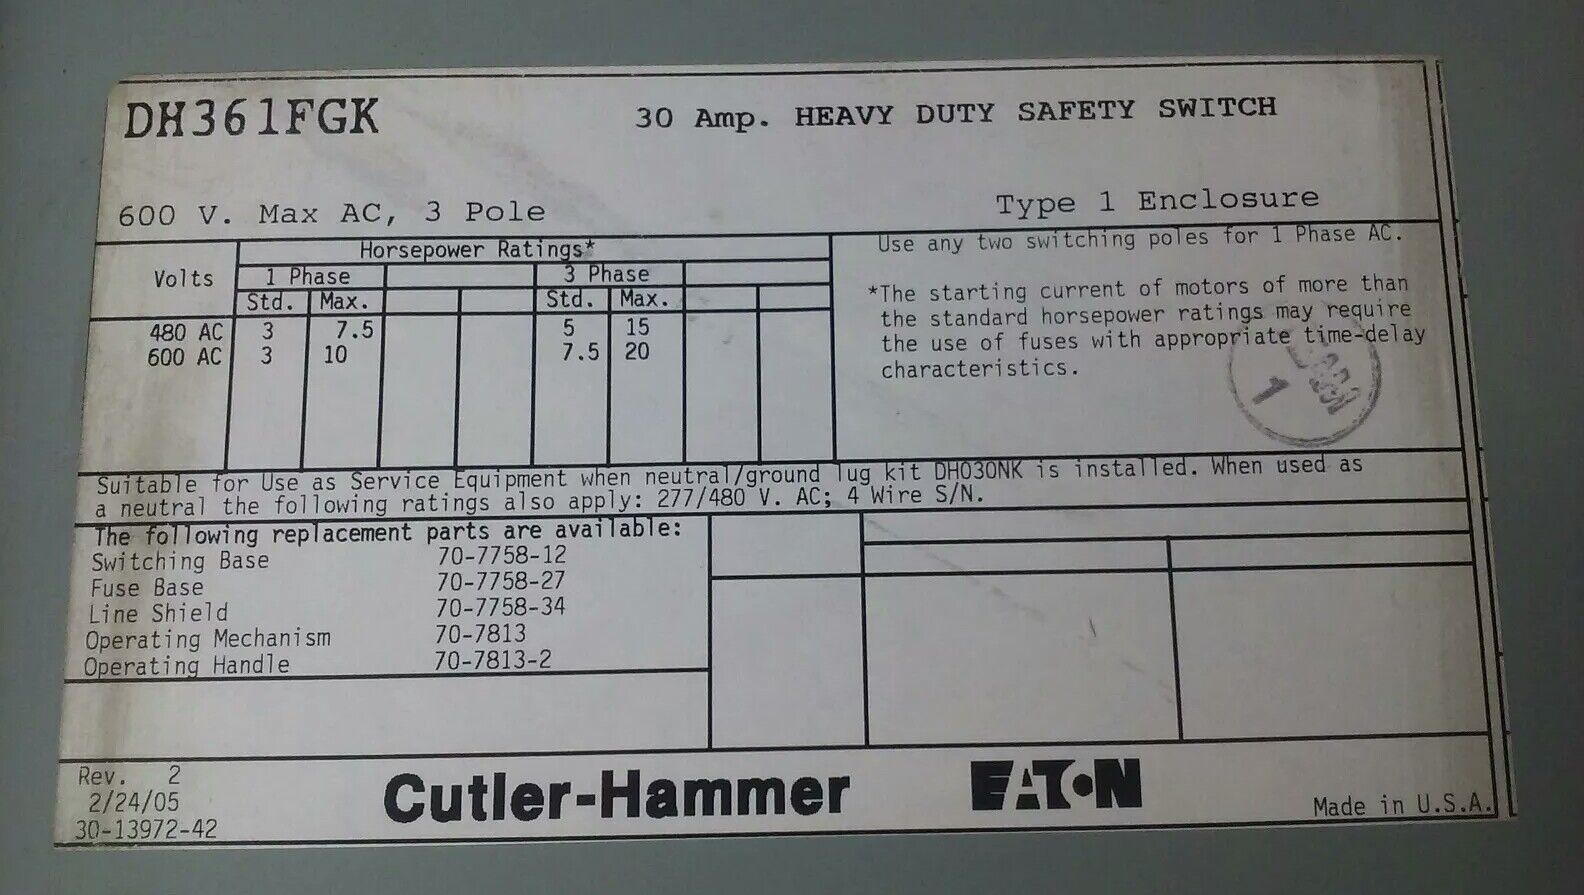 DH361FGK
30 Amp. HEAVY DUTY SAFETY SWITCH
600 V. Max AC, 3 Pole
Type 1 Enclosure
Horsepower Ratings*
Volts
1 Phase 3 Phase
Std. Max. Std. Max.
480 AC 3 7.5 5 15
600 AC 3 10 7.5 20
Use any two switching poles for 1 Phase AC.
*The starting current of motors of more than
the standard horsepower ratings may require
the use of fuses with appropriate time-delay
characteristics.
1
Suitable for Use as Service Equipment when neutral/ground lug kit DH030NK is installed. When used as
a neutral the following ratings also apply: 277/480 V. AC; 4 Wire S/N.
The following replacement parts are available:
Switching Base 70-7758-12
Fuse Base 70-7758-27
Line Shield 70-7758-34
Operating Mechanism 70-7813
Operating Handle 70-7813-2
Rev. 2
2/24/05
30-13972-42
Cutler-Hammer
EATON
Made in U.S.A.